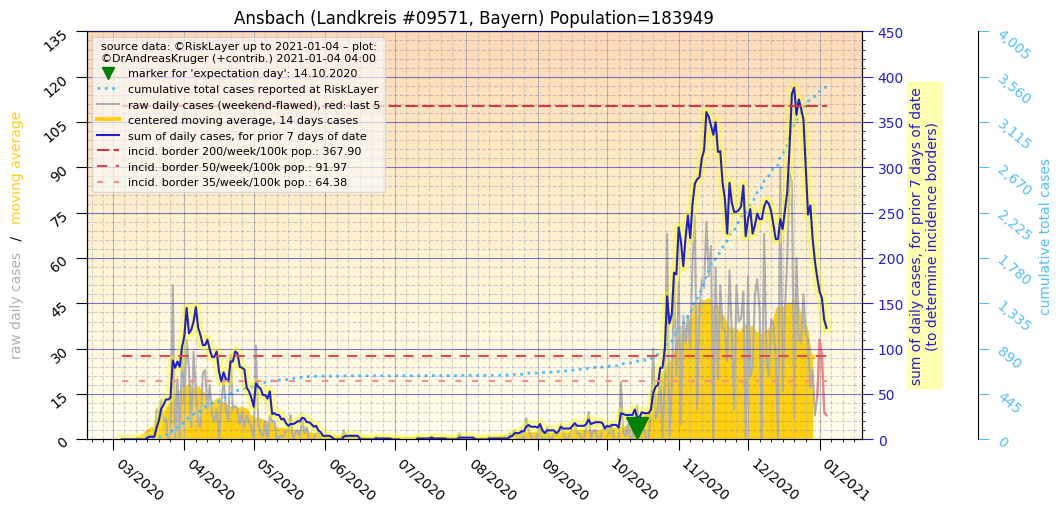 Ansbach (Landkreis #09571, Bayern) Population=183949
source data: ©RiskLayer up to 2021-01-04 – plot:
©DrAndreasKruger (+contrib.) 2021-01-04 04:00
marker for 'expectation day': 14.10.2020
cumulative total cases reported at RiskLayer
raw daily cases (weekend-flawed), red: last 5
centered moving average, 14 days cases
sum of daily cases, for prior 7 days of date
incid. border 200/week/100k pop.: 367.90
incid. border 50/week/100k pop.: 91.97
incid. border 35/week/100k pop.: 64.38
raw daily cases / moving average
135
120
105
90
75
60
45
30
15
0
03/2020
04/2020
05/2020
06/2020
07/2020
08/2020
09/2020
10/2020
11/2020
12/2020
01/2021
450
400
350
300
250
200
150
100
50
0
sum of daily cases, for prior 7 days of date
(to determine incidence borders)
4,005
3,560
3,115
2,670
2,225
1,780
1,335
890
445
0
cumulative total cases